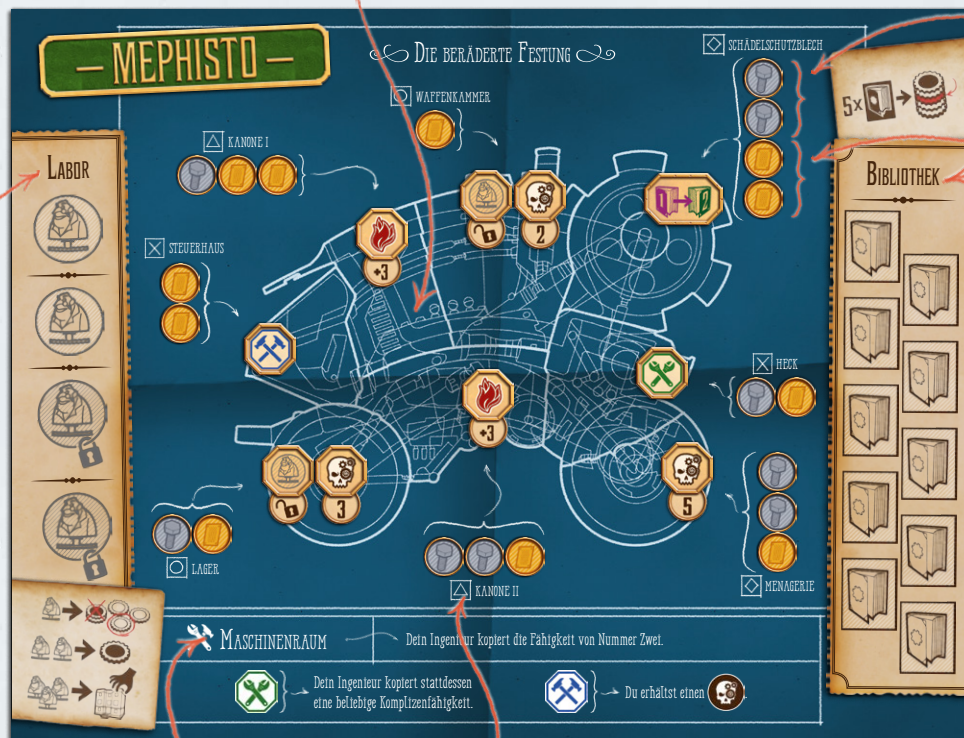 – MEPHISTO –
DIE BERÄDERTE FESTUNG
SCHÄDELSCHUTZBLECH
WAFFENKAMMER
5x
KANONE I
LABOR
BIBLIOTHEK
STEUERHAUS
2
+3
HECK
+3
3
5
LAGER
KANONE II
MENAGERIE
MASCHINENRAUM
Dein Ingenieur kopiert die Fähigkeit von Nummer Zwei.
Dein Ingenieur kopiert stattdessen
eine beliebige Komplizenfähigkeit.
Du erhältst einen